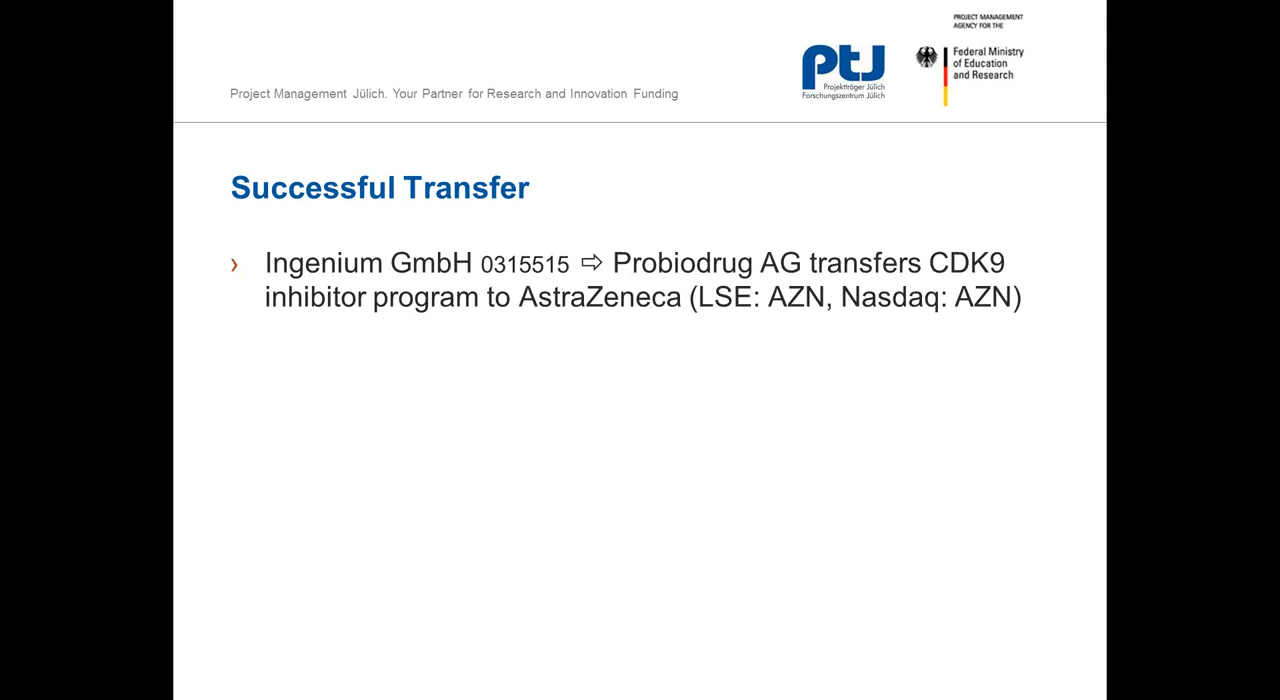 PROJECT MANAGEMENT
AGENCY FOR THE
ptJ
Projektträger Jülich
Forschungszentrum Jülich
Federal Ministry
of Education
and Research
Project Management Jülich. Your Partner for Research and Innovation Funding
Successful Transfer
› Ingenium GmbH 0315515 ⇨ Probiodrug AG transfers CDK9
inhibitor program to AstraZeneca (LSE: AZN, Nasdaq: AZN)